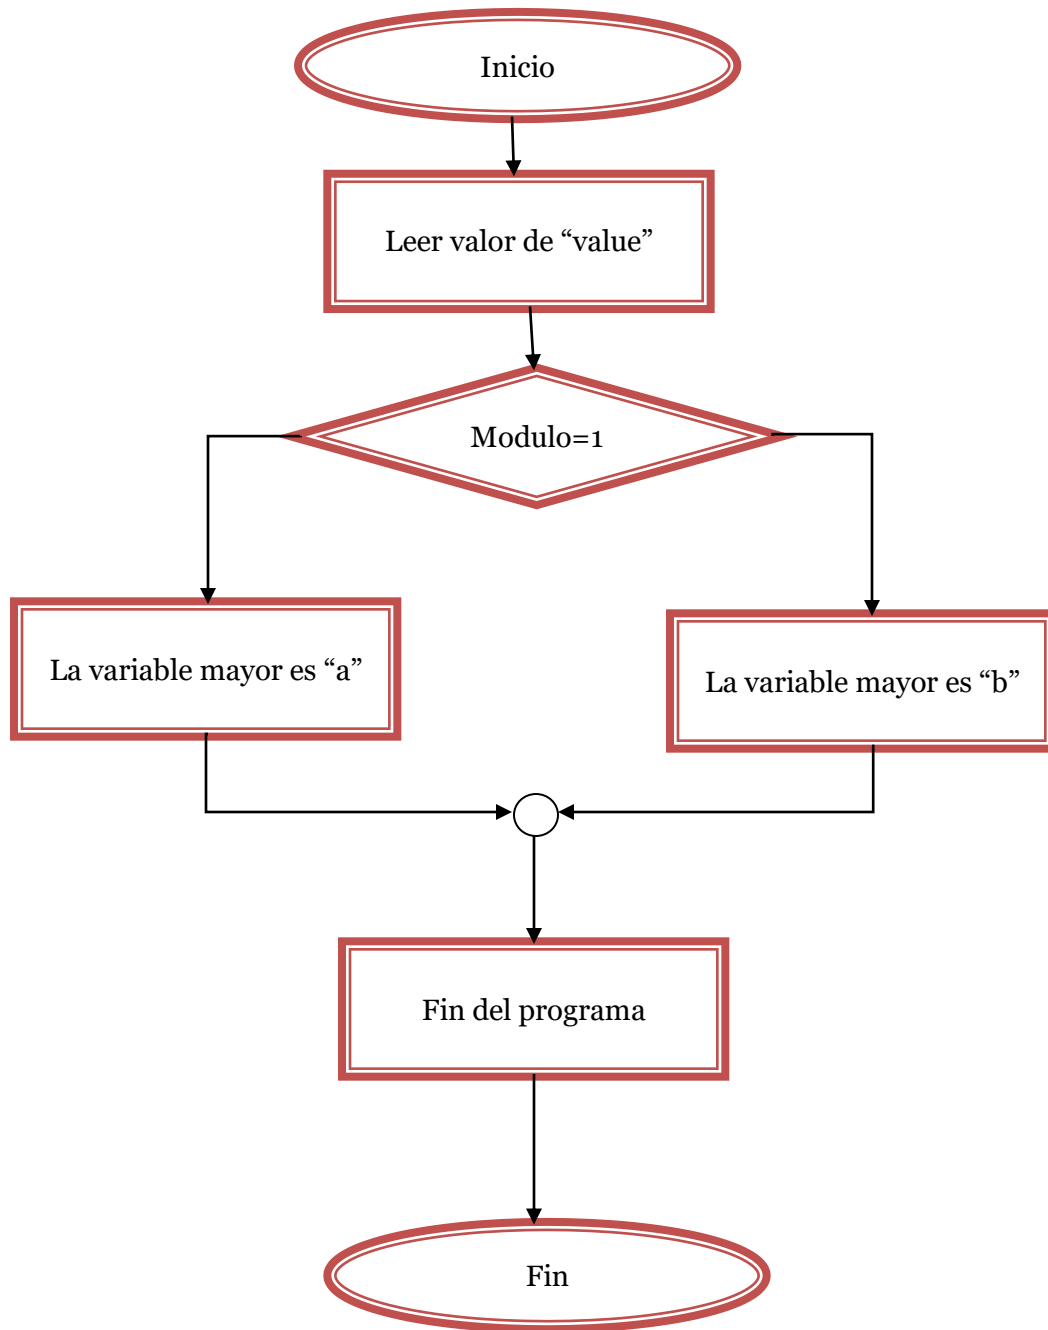 Inicio
Leer valor de “value”
Modulo=1
La variable mayor es “a”
La variable mayor es “b”
Fin del programa
Fin